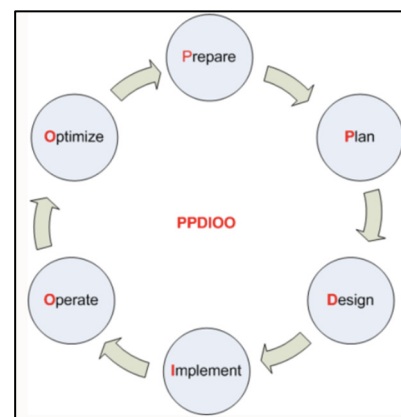 Prepare
Plan
Design
Implement
Operate
Optimize
PPDIOO